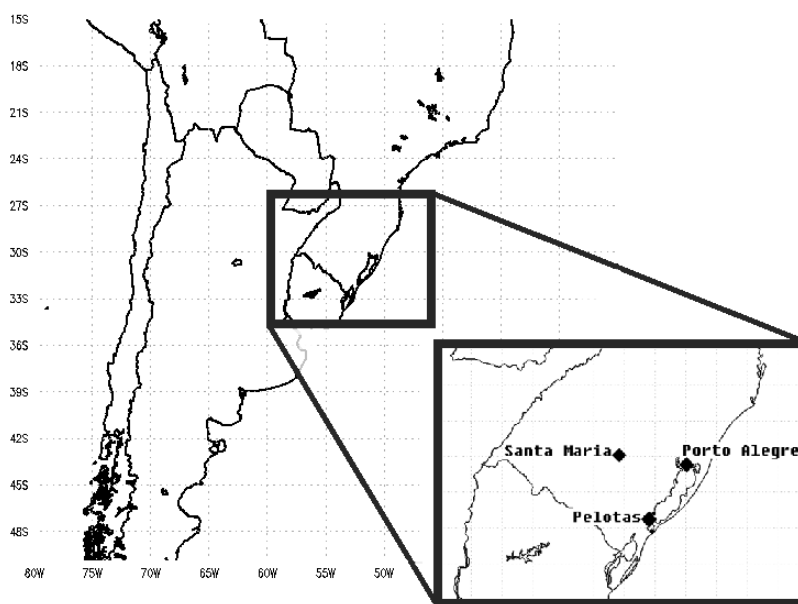 15S
18S
21S
24S
27S
30S
33S
36S
39S
42S
45S
48S
80W 75W 70W 65W 60W 55W 50W
Santa Maria
Porto Alegre
Pelotas